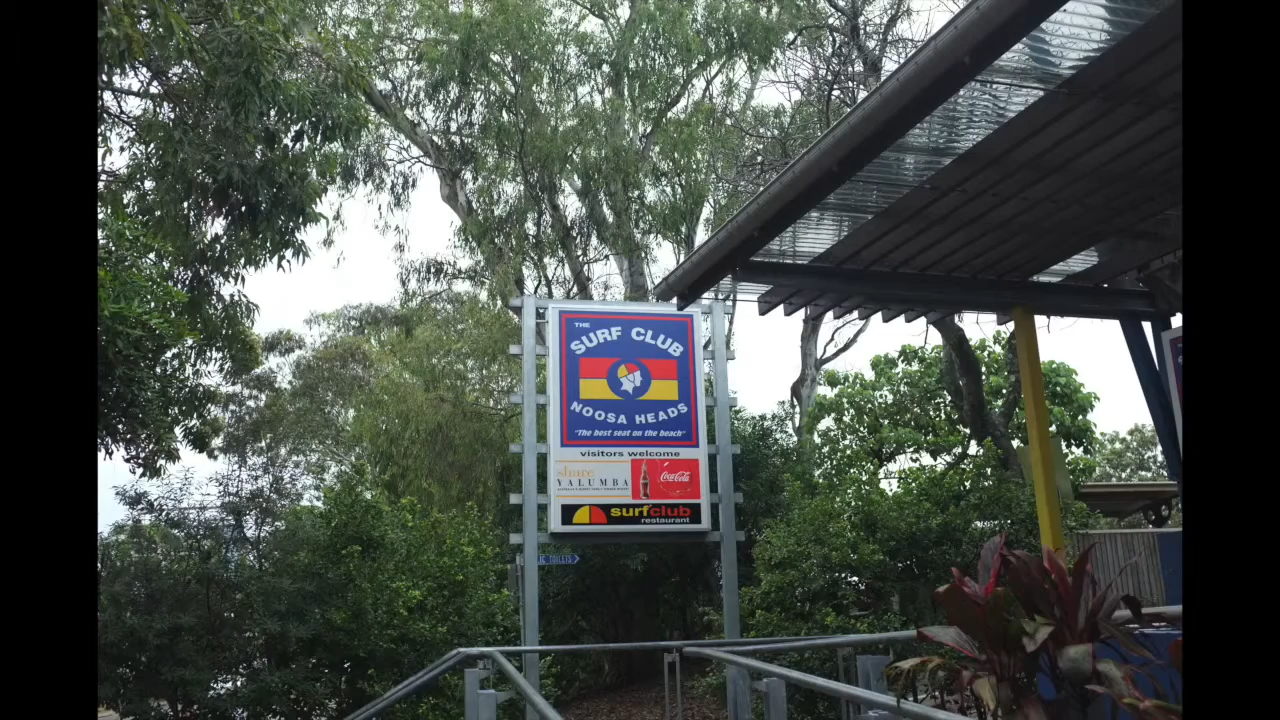 THE
SURF CLUB
NOOSA HEADS
"The best seat on the beach"
visitors welcome
share
YALUMBA
Coca-Cola
surfclub
restaurant
TOILETS